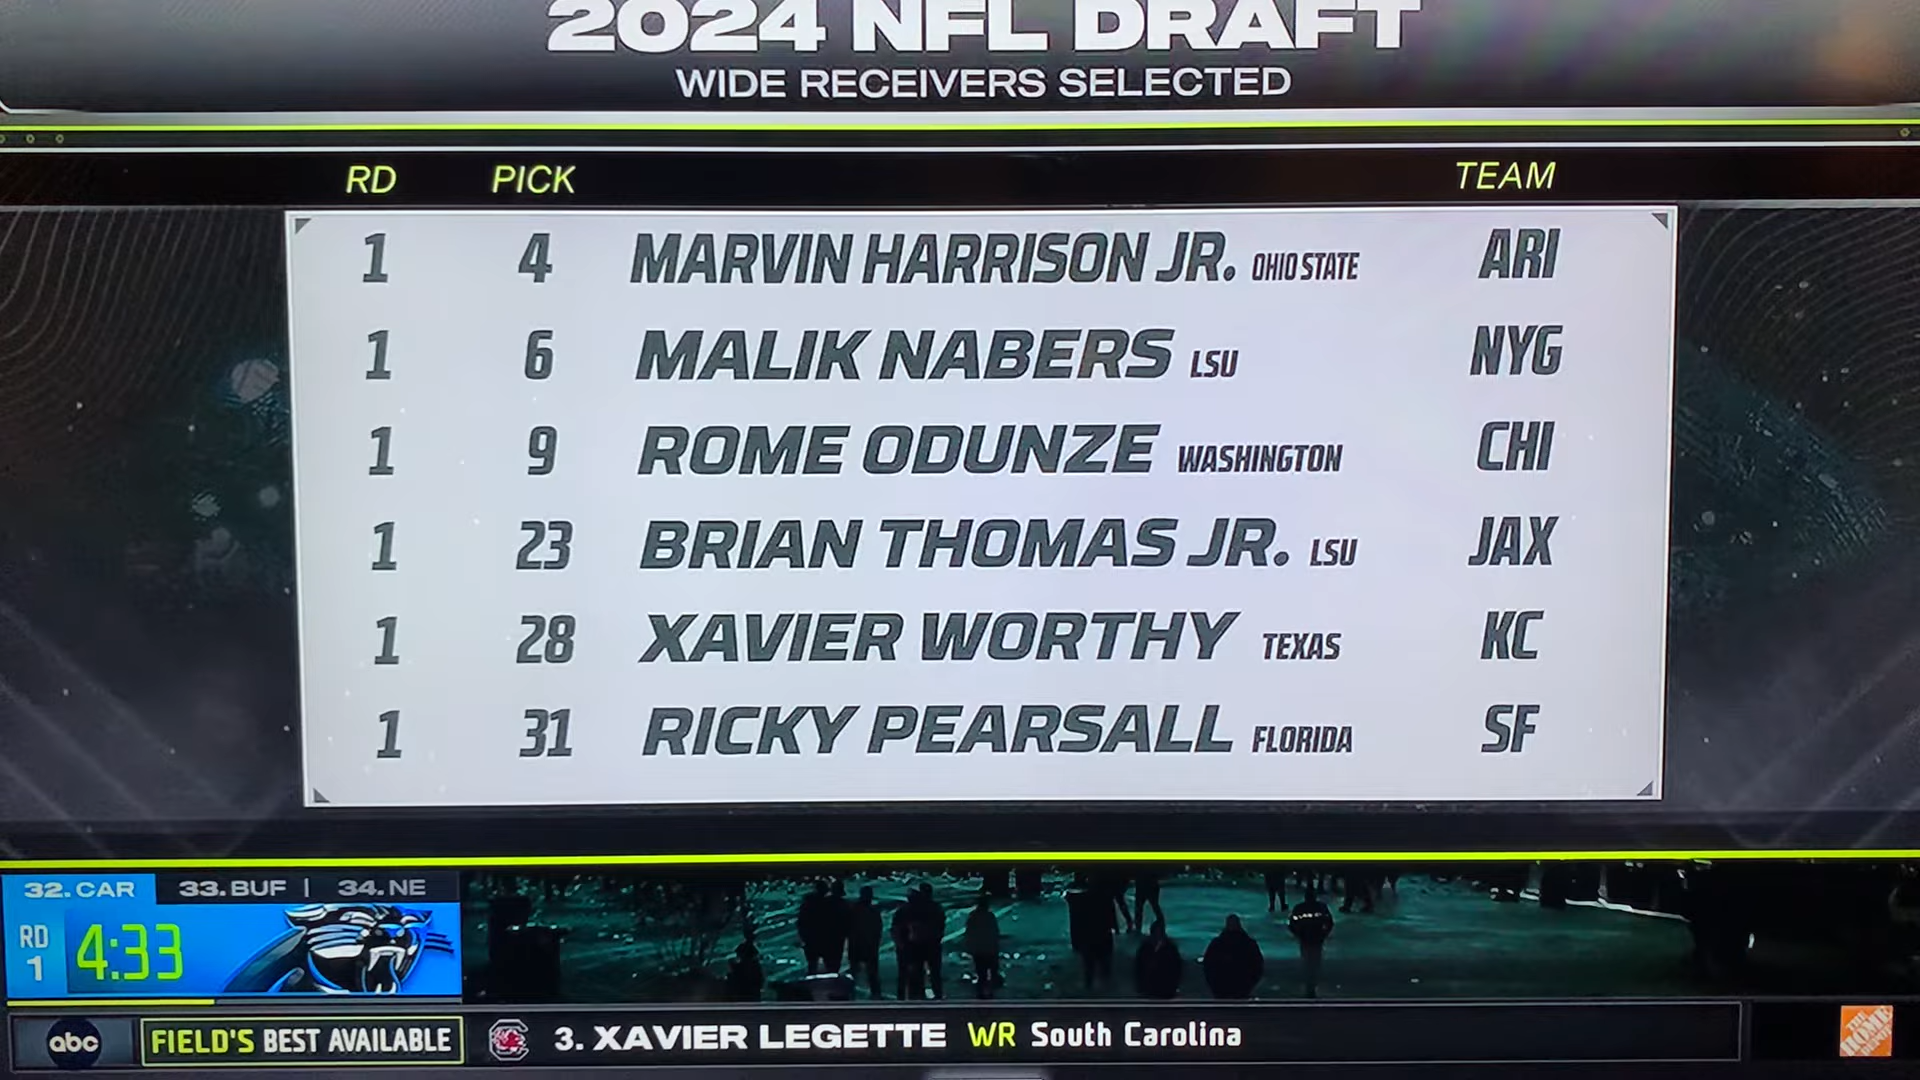 2024 NFL DRAFT
WIDE RECEIVERS SELECTED
RD PICK TEAM
1 4 MARVIN HARRISON JR. OHIO STATE ARI
1 6 MALIK NABERS LSU NYG
1 9 ROME ODUNZE WASHINGTON CHI
1 23 BRIAN THOMAS JR. LSU JAX
1 28 XAVIER WORTHY TEXAS KC
1 31 RICKY PEARSALL FLORIDA SF
32. CAR 33. BUF | 34. NE
RD 1 4:33
abc FIELD'S BEST AVAILABLE 3. XAVIER LEGETTE WR South Carolina THE HOME DEPOT